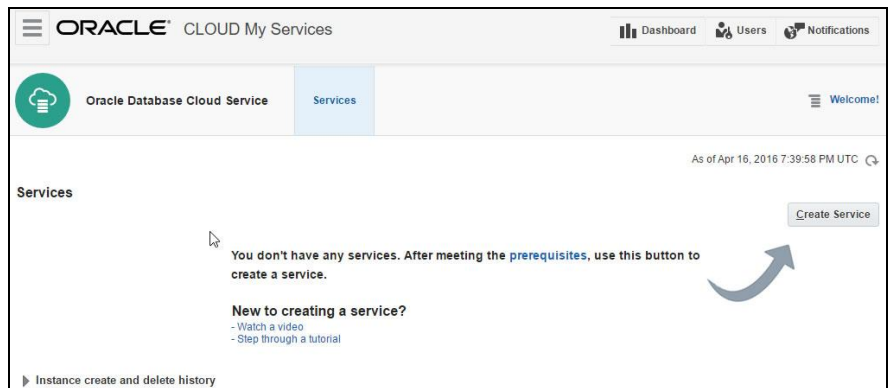 ORACLE® CLOUD My Services
Dashboard Users Notifications
Oracle Database Cloud Service Services Welcome!
As of Apr 16, 2016 7:39:58 PM UTC
Services
Create Service
You don't have any services. After meeting the prerequisites, use this button to
create a service.
New to creating a service?
- Watch a video
- Step through a tutorial
Instance create and delete history